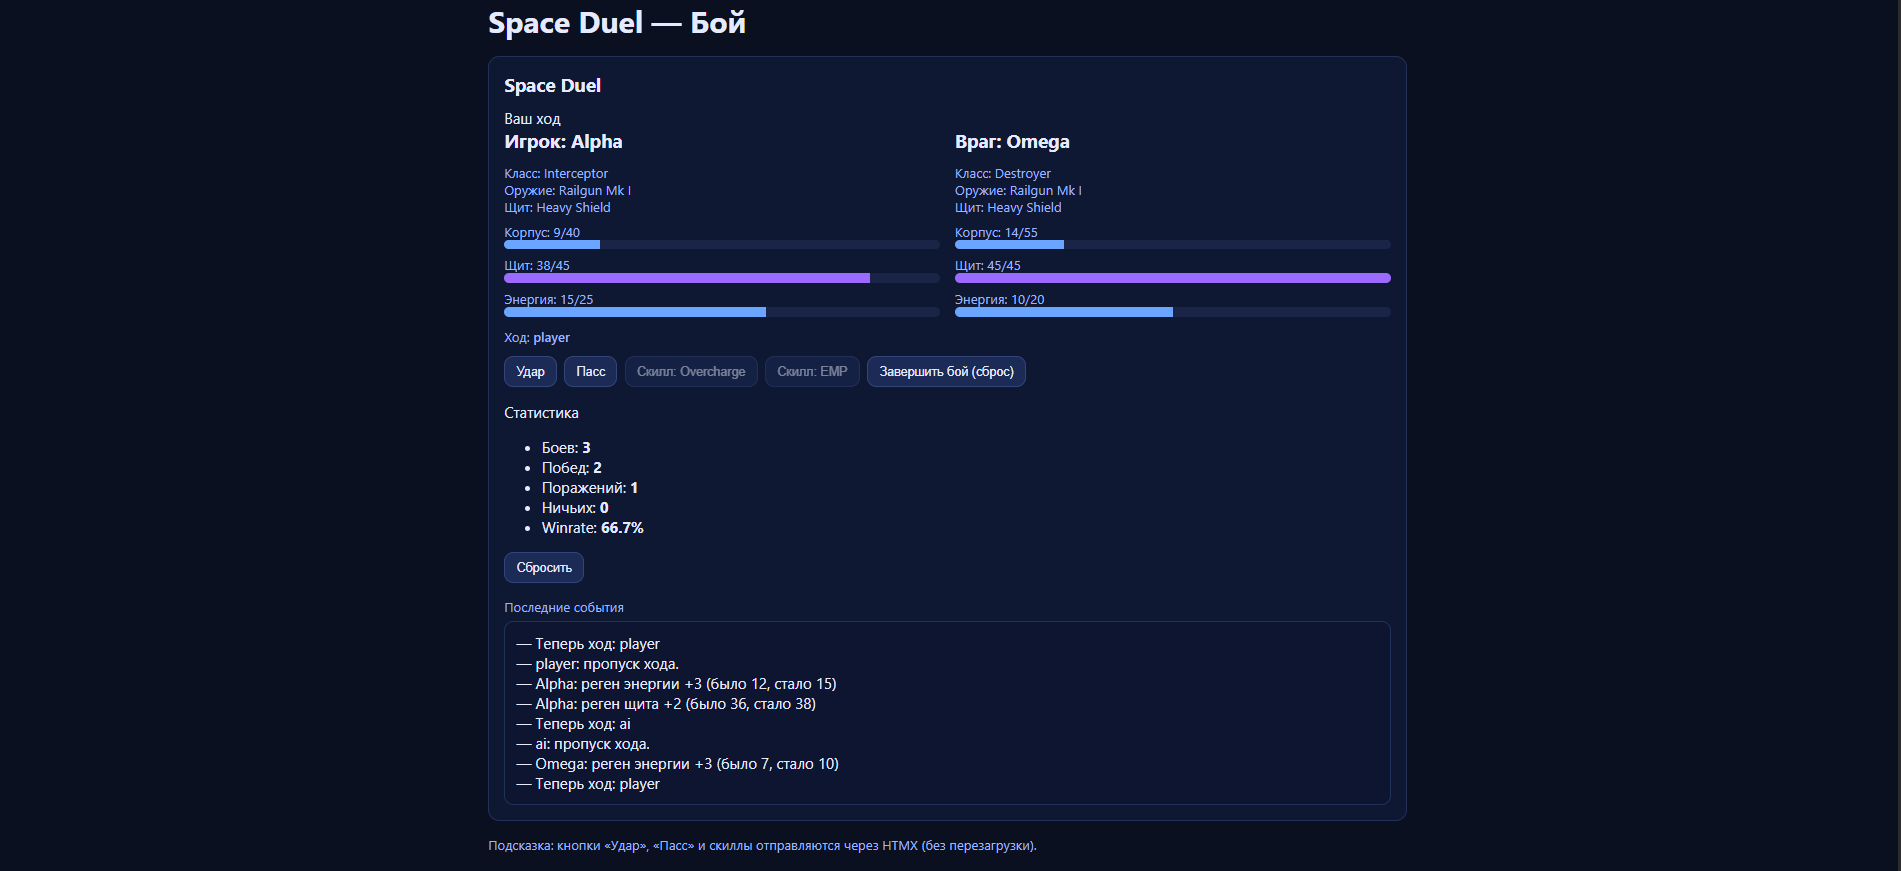 Space Duel — Бой
Space Duel
Ваш ход
Игрок: Alpha
Класс: Interceptor
Оружие: Railgun Mk I
Щит: Heavy Shield
Корпус: 9/40
Щит: 38/45
Энергия: 15/25
Враг: Omega
Класс: Destroyer
Оружие: Railgun Mk I
Щит: Heavy Shield
Корпус: 14/55
Щит: 45/45
Энергия: 10/20
Ход: player
Удар Пасс Скилл: Overcharge Скилл: EMP Завершить бой (сброс)
Статистика
Боев: 3
Побед: 2
Поражений: 1
Ничьих: 0
Winrate: 66.7%
Сбросить
Последние события
— Теперь ход: player
— player: пропуск хода.
— Alpha: реген энергии +3 (было 12, стало 15)
— Alpha: реген щита +2 (было 36, стало 38)
— Теперь ход: ai
— ai: пропуск хода.
— Omega: реген энергии +3 (было 7, стало 10)
— Теперь ход: player
Подсказка: кнопки «Удар», «Пасс» и скиллы отправляются через HTMX (без перезагрузки).